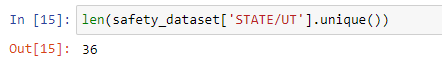 In [15]: len(safety_dataset['STATE/UT'].unique())
Out[15]: 36